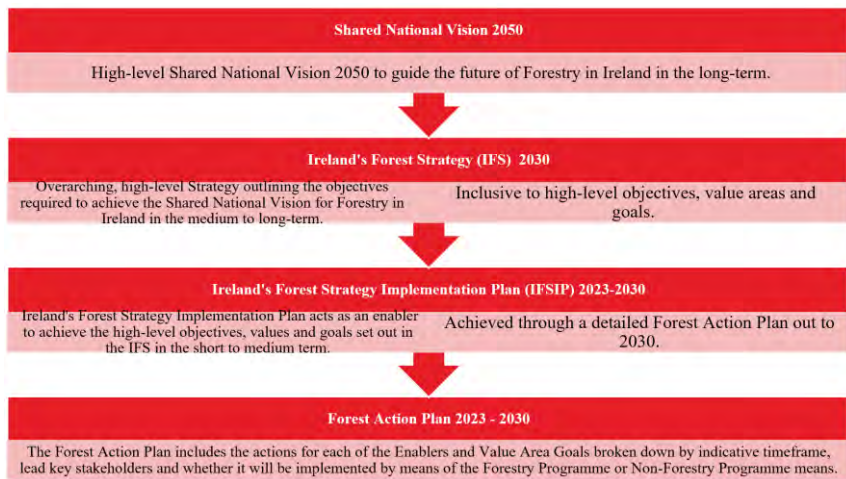 Shared National Vision 2050
High-level Shared National Vision 2050 to guide the future of Forestry in Ireland in the long-term.
Ireland's Forest Strategy (IFS) 2030
Overarching, high-level Strategy outlining the objectives
required to achieve the Shared National Vision for Forestry in
Ireland in the medium to long-term.
Inclusive to high-level objectives, value areas and
goals.
Ireland's Forest Strategy Implementation Plan (IFSIP) 2023-2030
Ireland's Forest Strategy Implementation Plan acts as an enabler
to achieve the high-level objectives, values and goals set out in
the IFS in the short to medium term.
Achieved through a detailed Forest Action Plan out to
2030.
Forest Action Plan 2023 - 2030
The Forest Action Plan includes the actions for each of the Enablers and Value Area Goals broken down by indicative timeframe,
lead key stakeholders and whether it will be implemented by means of the Forestry Programme or Non-Forestry Programme means.